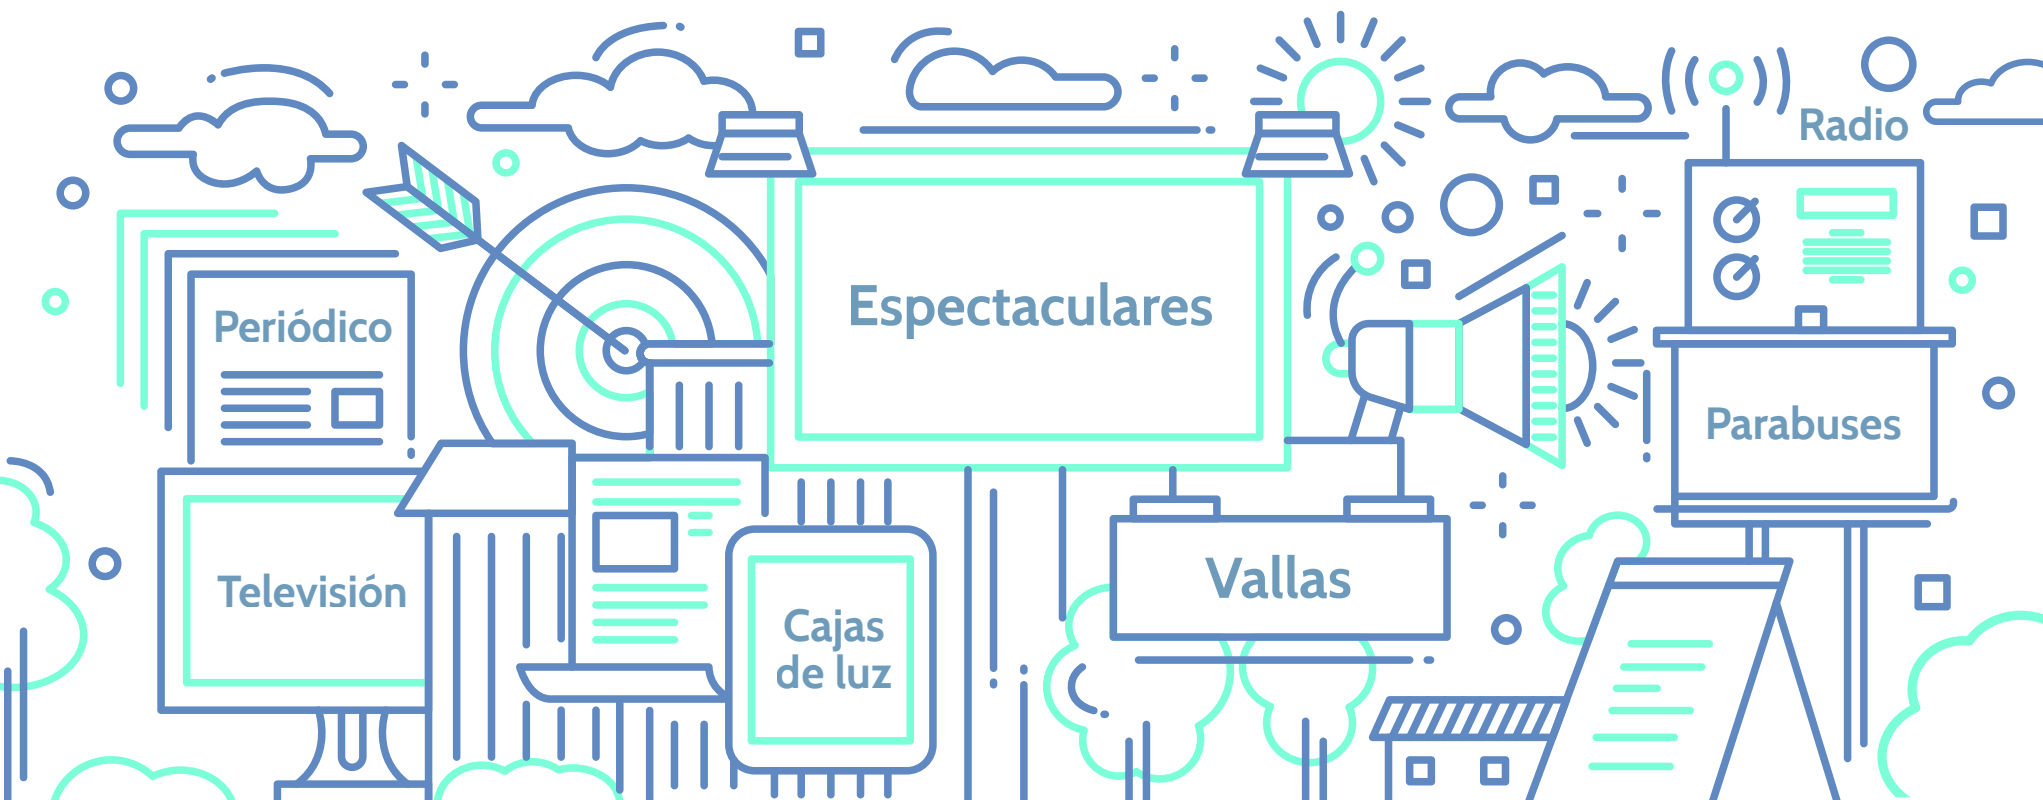 Radio
Periódico
Espectaculares
Parabuses
Televisión
Vallas
Cajas
de luz